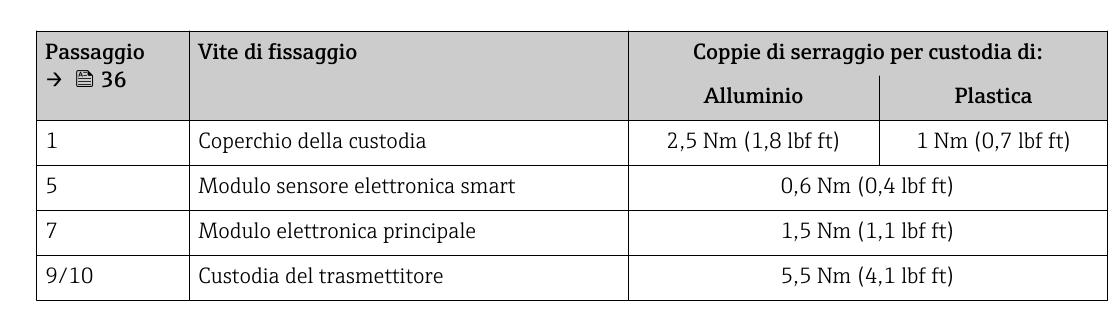 Passaggio Vite di fissaggio Coppie di serraggio per custodia di:
→ 36
Alluminio Plastica
1 Coperchio della custodia 2,5 Nm (1,8 lbf ft) 1 Nm (0,7 lbf ft)
5 Modulo sensore elettronica smart 0,6 Nm (0,4 lbf ft)
7 Modulo elettronica principale 1,5 Nm (1,1 lbf ft)
9/10 Custodia del trasmettitore 5,5 Nm (4,1 lbf ft)